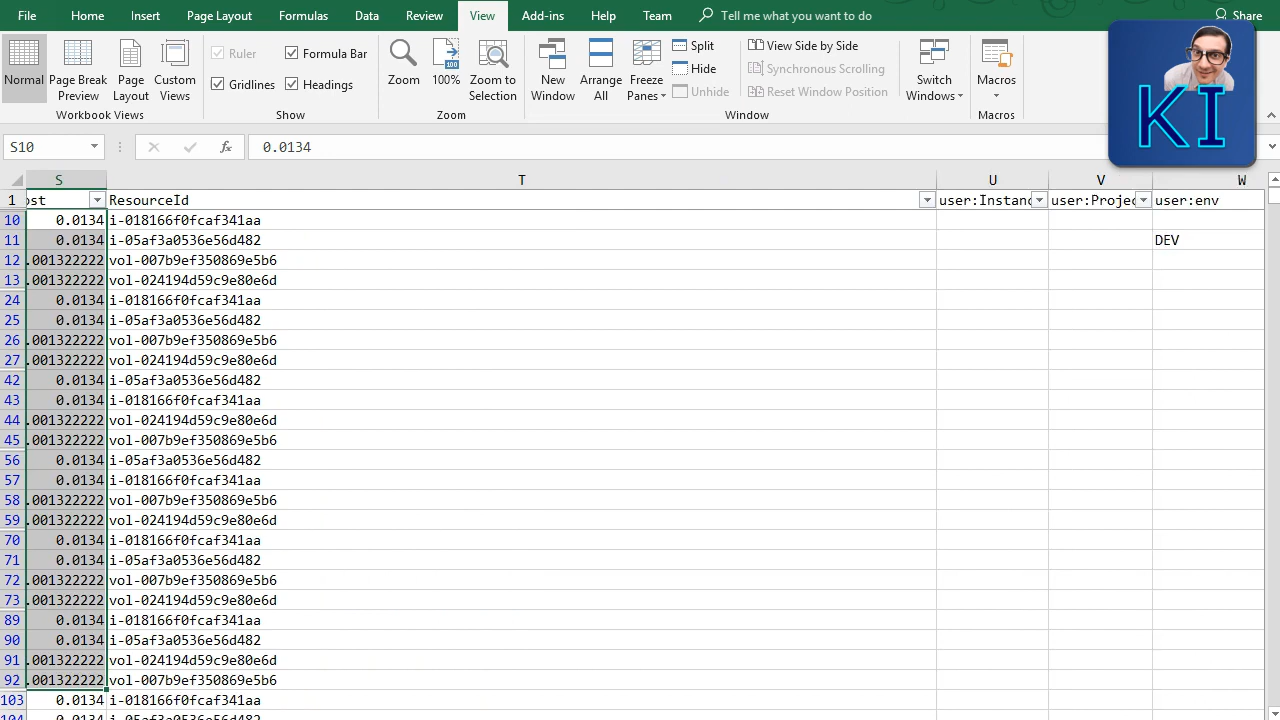 File Home Insert Page Layout Formulas Data Review View Add-ins Help Team Tell me what you want to do Share
Normal Page Break Preview Page Layout Custom Views Ruler Formula Bar Gridlines Headings Zoom 100% Zoom to Selection New Window Arrange All Freeze Panes Split Hide Unhide View Side by Side Synchronous Scrolling Reset Window Position Switch Windows Macros
Workbook Views Show Zoom Window Macros
KI
S10 fx 0.0134
S T U V W
1 ost ResourceId user:Instanc user:Projec user:env
10 0.0134 i-018166f0fcaf341aa
11 0.0134 i-05af3a0536e56d482 DEV
12 .001322222 vol-007b9ef350869e5b6
13 .001322222 vol-024194d59c9e80e6d
24 0.0134 i-018166f0fcaf341aa
25 0.0134 i-05af3a0536e56d482
26 .001322222 vol-007b9ef350869e5b6
27 .001322222 vol-024194d59c9e80e6d
42 0.0134 i-05af3a0536e56d482
43 0.0134 i-018166f0fcaf341aa
44 .001322222 vol-024194d59c9e80e6d
45 .001322222 vol-007b9ef350869e5b6
56 0.0134 i-05af3a0536e56d482
57 0.0134 i-018166f0fcaf341aa
58 .001322222 vol-007b9ef350869e5b6
59 .001322222 vol-024194d59c9e80e6d
70 0.0134 i-018166f0fcaf341aa
71 0.0134 i-05af3a0536e56d482
72 .001322222 vol-007b9ef350869e5b6
73 .001322222 vol-024194d59c9e80e6d
89 0.0134 i-018166f0fcaf341aa
90 0.0134 i-05af3a0536e56d482
91 .001322222 vol-024194d59c9e80e6d
92 .001322222 vol-007b9ef350869e5b6
103 0.0134 i-018166f0fcaf341aa
104 0.0134 i-05af3a0536e56d482